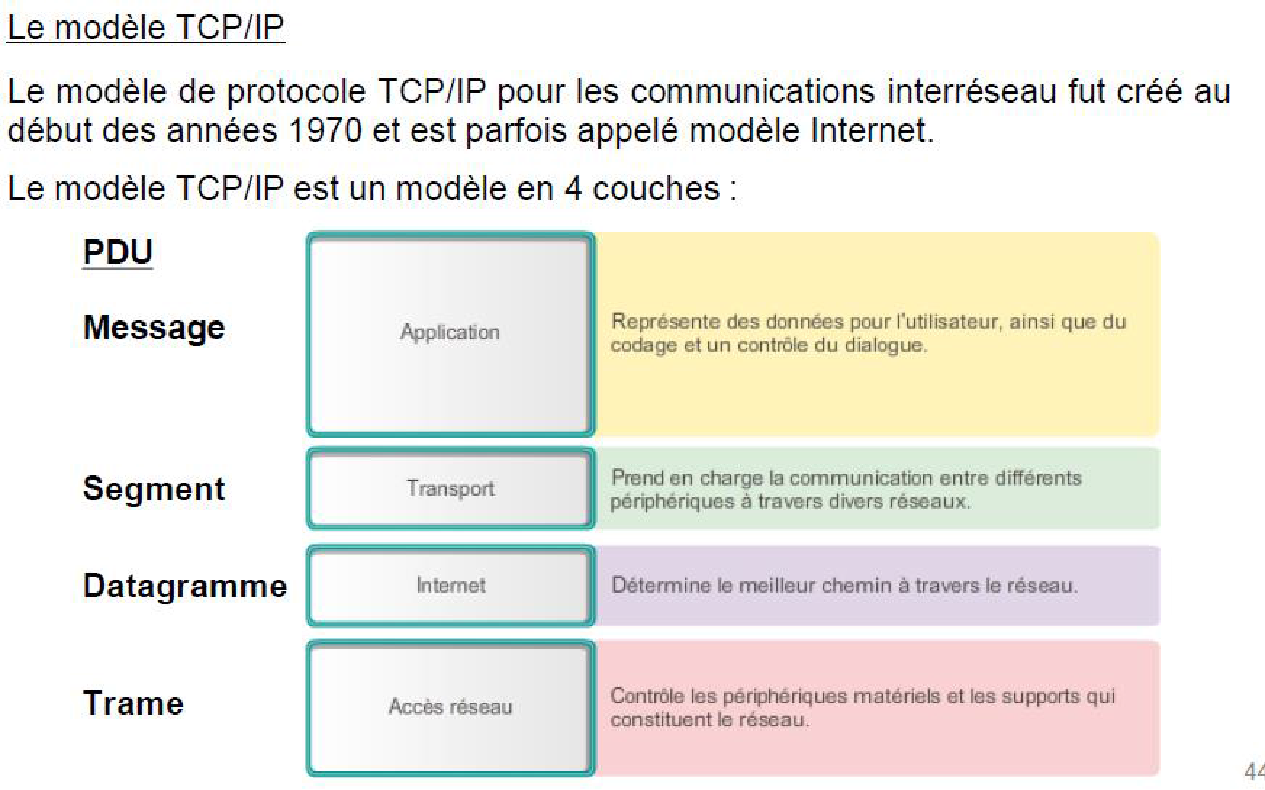 Le modèle TCP/IP
Le modèle de protocole TCP/IP pour les communications interréseau fut créé au
début des années 1970 et est parfois appelé modèle Internet.
Le modèle TCP/IP est un modèle en 4 couches :
PDU
Message
Application
Représente des données pour l'utilisateur, ainsi que du
codage et un contrôle du dialogue.
Segment
Transport
Prend en charge la communication entre différents
périphériques à travers divers réseaux.
Datagramme
Internet
Détermine le meilleur chemin à travers le réseau.
Trame
Accès réseau
Contrôle les périphériques matériels et les supports qui
constituent le réseau.
44